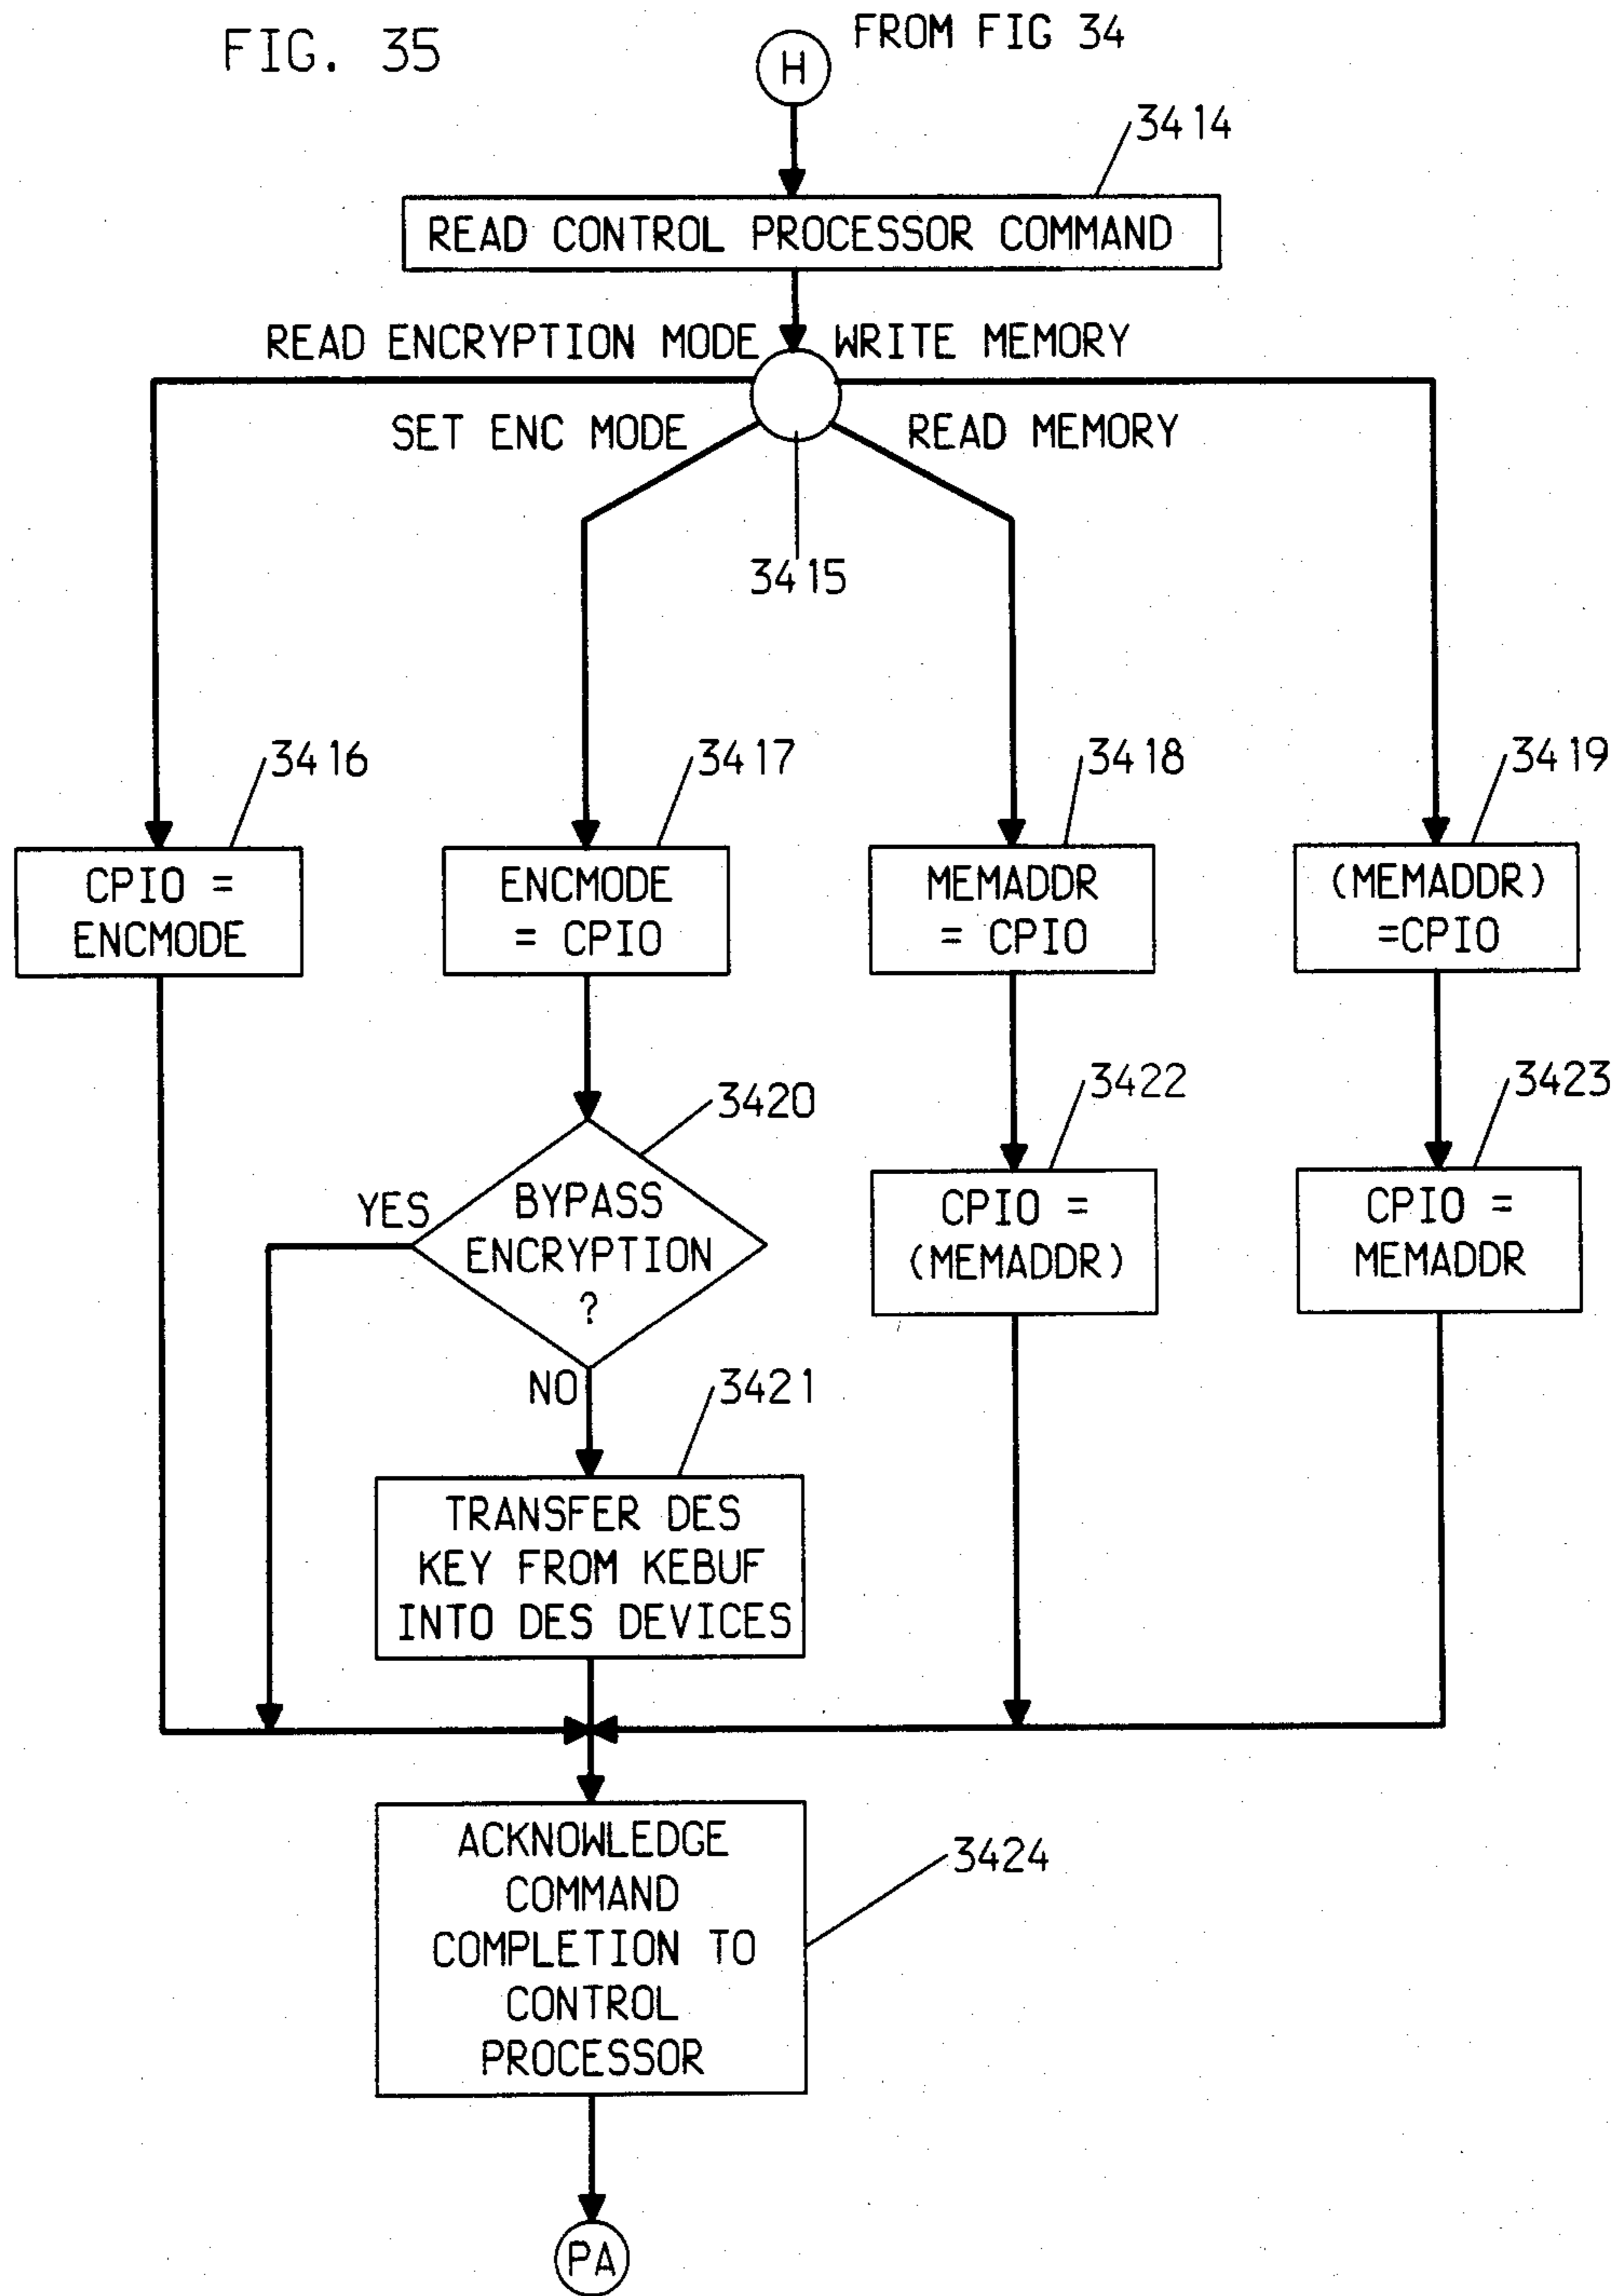 FIG. 35
H
FROM FIG 34
3414
READ CONTROL PROCESSOR COMMAND
READ ENCRYPTION MODE
WRITE MEMORY
SET ENC MODE
READ MEMORY
3415
3416
3417
3418
3419
CPIO =
ENCMODE
ENCMODE
= CPIO
MEMADDR
= CPIO
(MEMADDR)
=CPIO
3420
3422
3423
YES
BYPASS
ENCRYPTION
?
CPIO =
(MEMADDR)
CPIO =
MEMADDR
NO
3421
TRANSFER DES
KEY FROM KEBUF
INTO DES DEVICES
ACKNOWLEDGE
COMMAND
COMPLETION TO
CONTROL
PROCESSOR
3424
PA